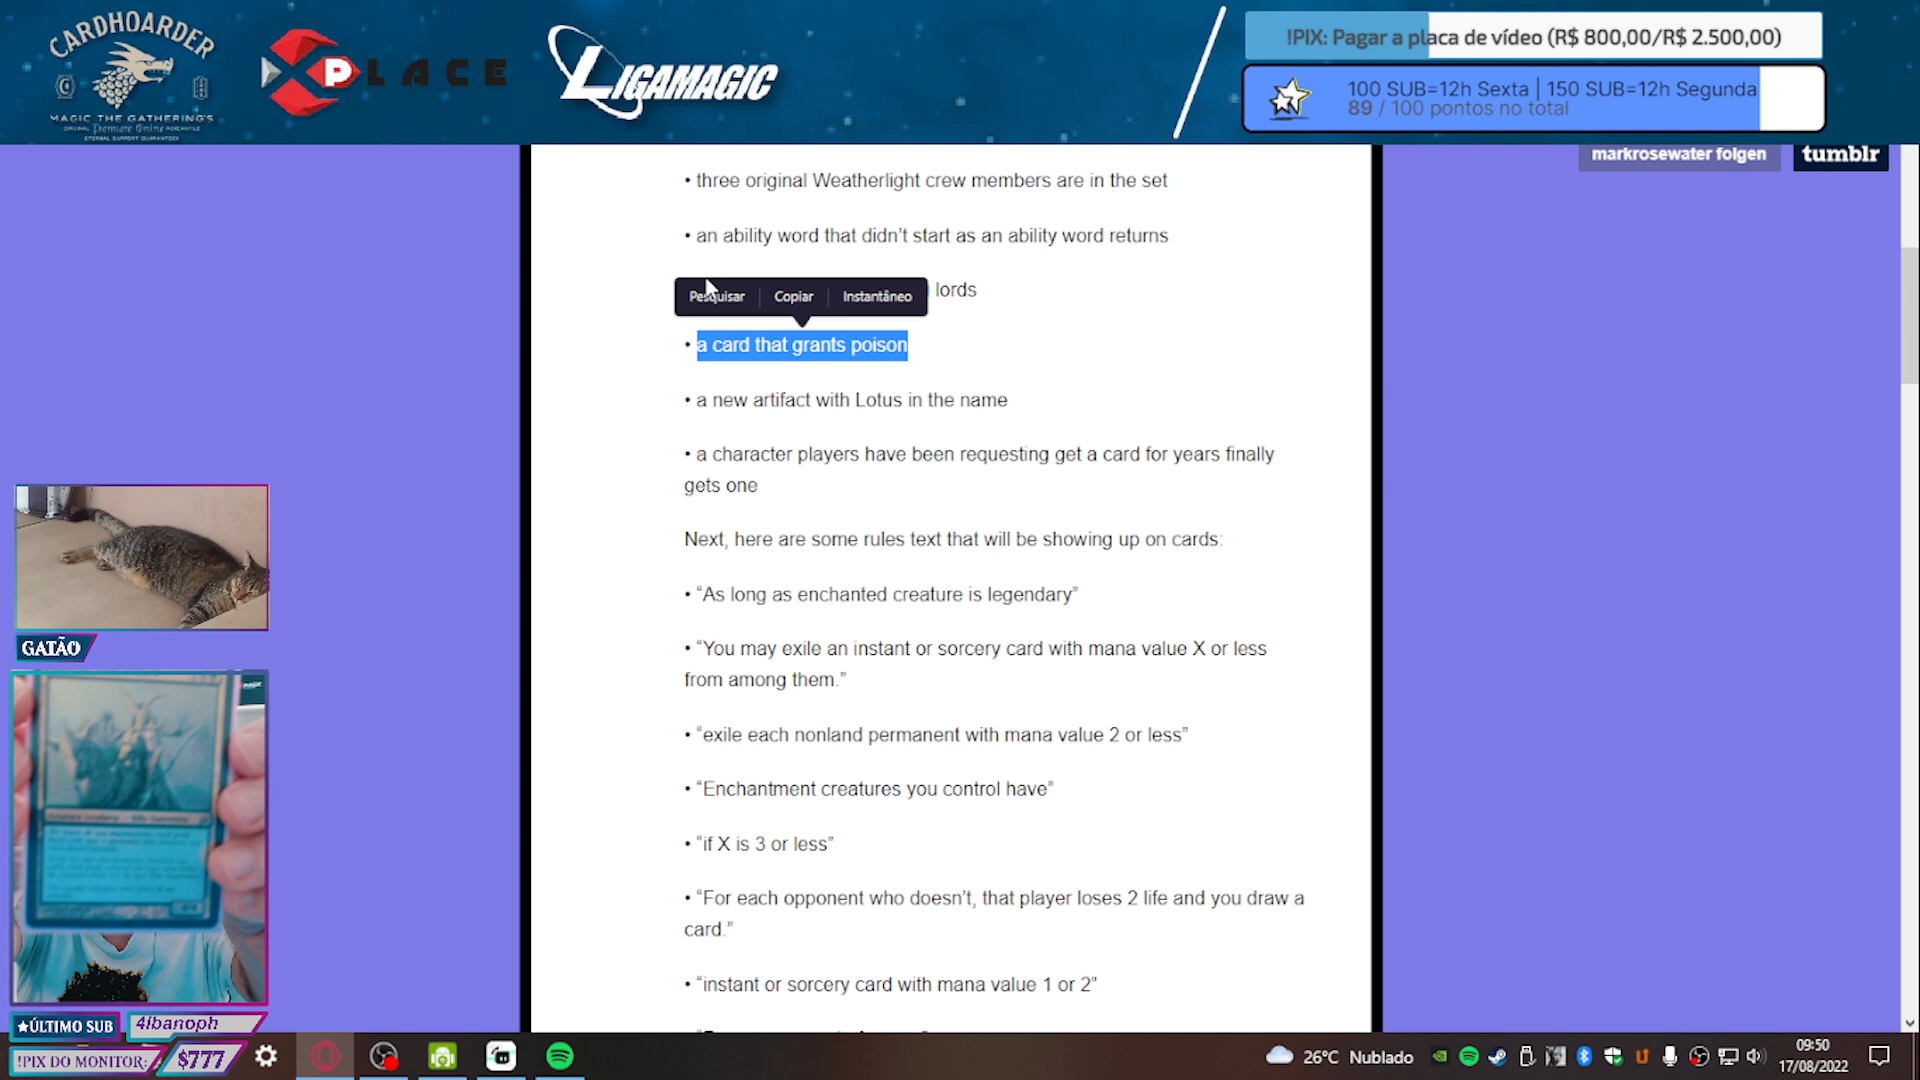 CARDHOARDER
MAGIC THE GATHERING'S
ORIGINAL Premiere Online MERCANTILE
ETERNAL SUPPORT GUARANTEED
XPLACE
LIGAMAGIC
!PIX: Pagar a placa de vídeo (R$ 800,00/R$ 2.500,00)
100 SUB=12h Sexta | 150 SUB=12h Segunda
89 / 100 pontos no total
markrosewater folgen
tumblr
• three original Weatherlight crew members are in the set
• an ability word that didn’t start as an ability word returns
lords
Pesquisar
Copiar
Instantâneo
• a card that grants poison
• a new artifact with Lotus in the name
• a character players have been requesting get a card for years finally
gets one
Next, here are some rules text that will be showing up on cards:
• “As long as enchanted creature is legendary”
• “You may exile an instant or sorcery card with mana value X or less
from among them.”
• “exile each nonland permanent with mana value 2 or less”
• “Enchantment creatures you control have”
• “if X is 3 or less”
• “For each opponent who doesn’t, that player loses 2 life and you draw a
card.”
• “instant or sorcery card with mana value 1 or 2”
GATÃO
★ÚLTIMO SUB
4lbanoph
!PIX DO MONITOR:
$777
26°C Nublado
09:50
17/08/2022